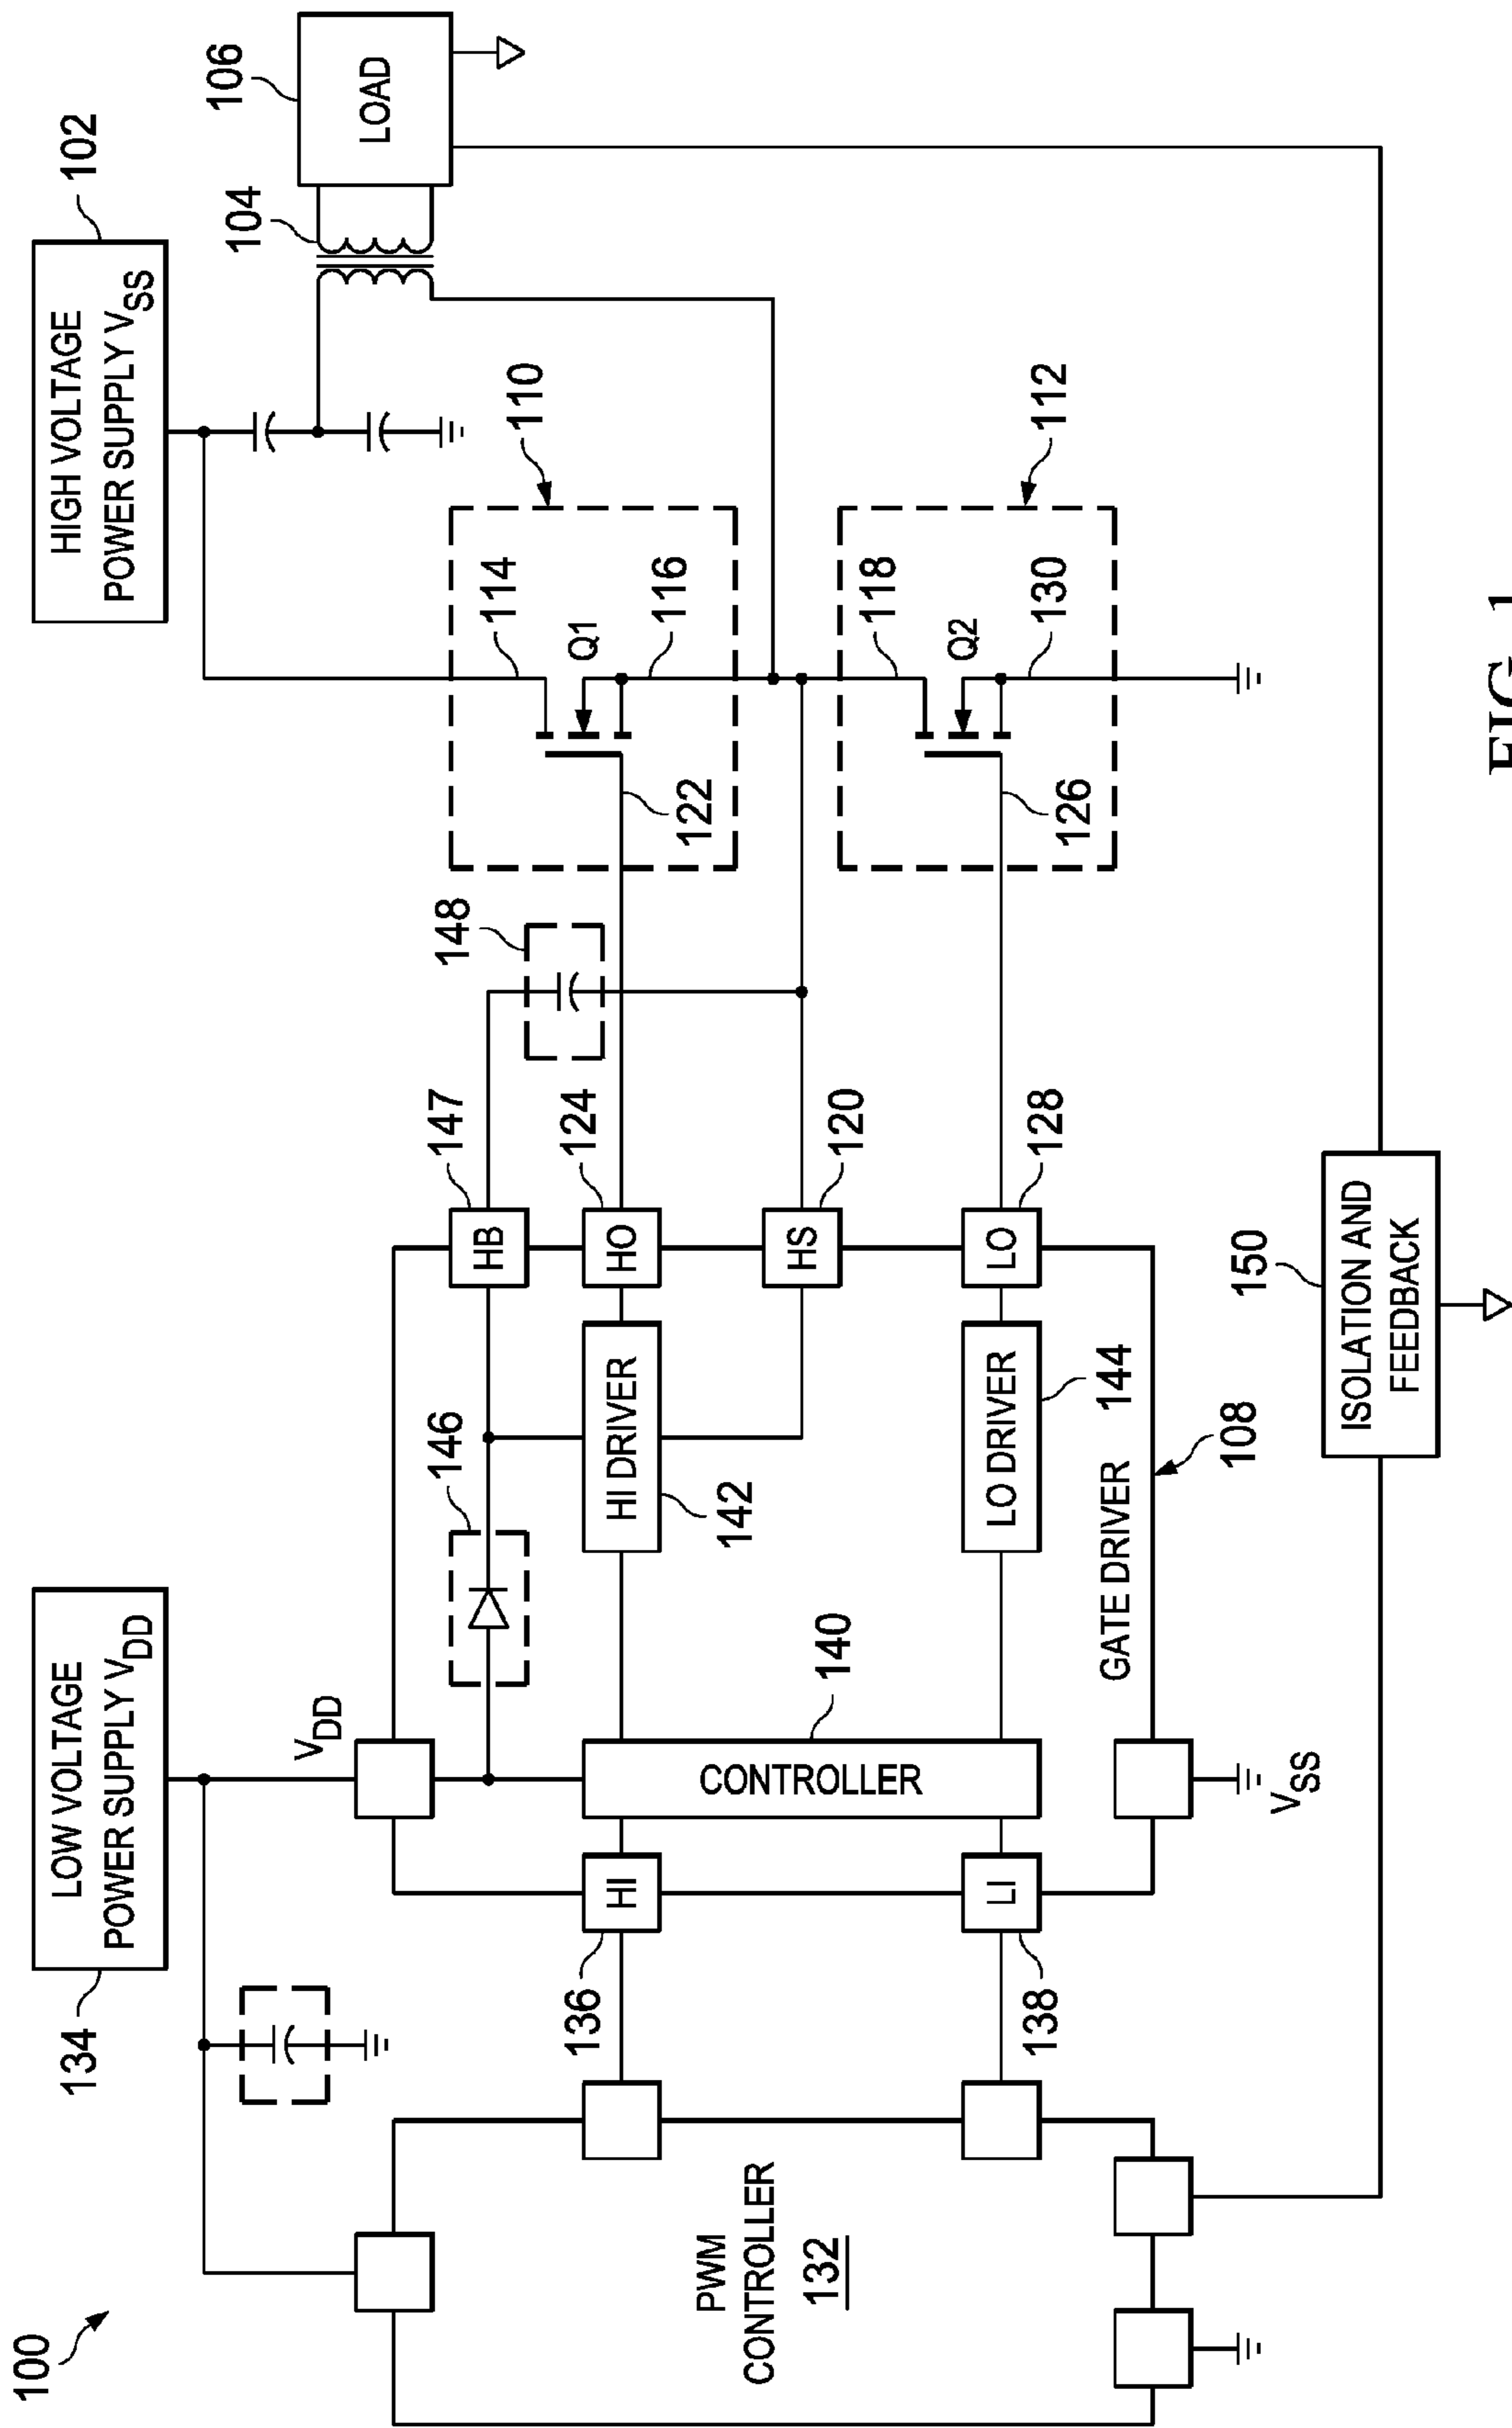 100
LOW VOLTAGE
POWER SUPPLY VDD
134
HIGH VOLTAGE
POWER SUPPLY VSS
102
104
LOAD
106
PWM
CONTROLLER
132
VDD
136
HI
138
LI
CONTROLLER
140
146
HI DRIVER
142
LO DRIVER
144
GATE DRIVER
108
VSS
147
HB
124
HO
HS
120
LO
128
148
110
114
Q1
116
122
112
118
Q2
130
126
150
ISOLATION AND
FEEDBACK
FIG. 1